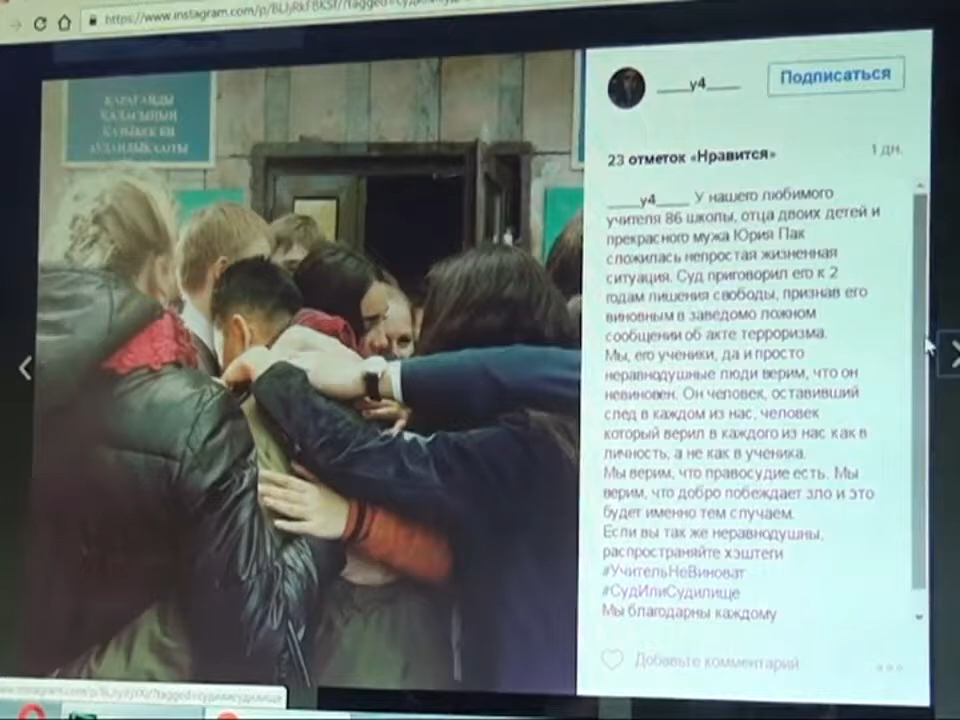 https://www.instagram.com/p/
____y4____
Подписаться
23 отметок «Нравится»
1 дн.
____y4____ У нашего любимого
учителя 86 школы, отца двоих детей и
прекрасного мужа Юрия Пак
сложилась непростая жизненная
ситуация. Суд приговорил его к 2
годам лишения свободы, признав его
виновным в заведомо ложном
сообщении об акте терроризма.
Мы, его ученики, да и просто
неравнодушные люди верим, что он
невиновен. Он человек, оставивший
след в каждом из нас, человек
который верил в каждого из нас как в
личность, а не как в ученика.
Мы верим, что правосудие есть. Мы
верим, что добро побеждает зло и это
будет именно тем случаем.
Если вы так же неравнодушны,
распространяйте хэштеги
#УчительНеВиноват
#СудИлиСудилище
Мы благодарны каждому
Добавьте комментарий
ҚАРАҒАНДЫ
ҚАЛАСЫНЫҢ
ҚАЗЫБЕК БИ
АУДАНДЫҚ СОТЫ